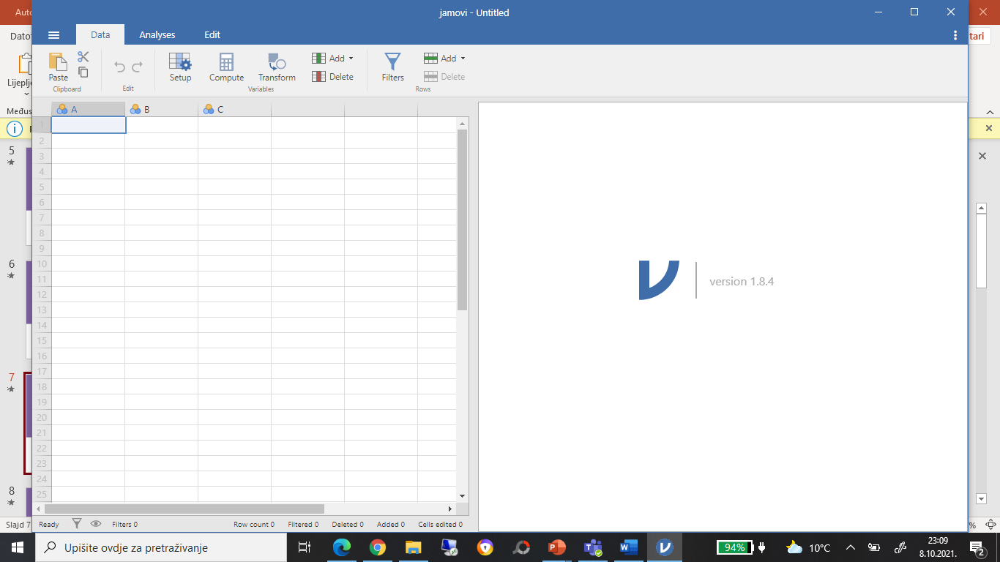 Auto
jamovi - Untitled
Data Analyses Edit
Datot
tari
Paste
Clipboard
Edit
Setup Compute Transform
Add
Delete
Variables
Filters
Add
Delete
Rows
Lijeplje
Međus
A B C
1
2
3
4
5
6
7
8
9
10
11
12
13
14
15
16
17
18
19
20
21
22
23
24
25
5
6
7
8
version 1.8.4
Ready Filters 0 Row count 0 Filtered 0 Deleted 0 Added 0 Cells edited 0
Slajd 7
%
Upišite ovdje za pretraživanje
94%
10°C
23:09
8.10.2021.
2